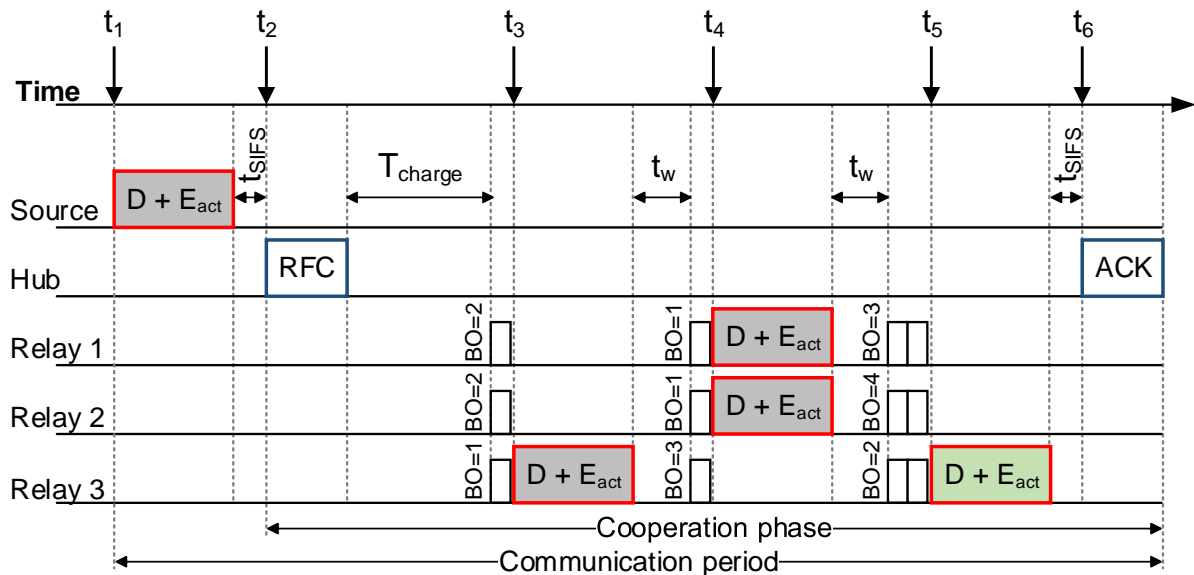 t1 t2 t3 t4 t5 t6
Time
tSIFS Tcharge tw tw tSIFS
Source D + Eact
Hub RFC ACK
Relay 1 BO=2 BO=1 D + Eact BO=3
Relay 2 BO=2 BO=1 D + Eact BO=4
Relay 3 BO=1 D + Eact BO=3 BO=2 D + Eact
Cooperation phase
Communication period